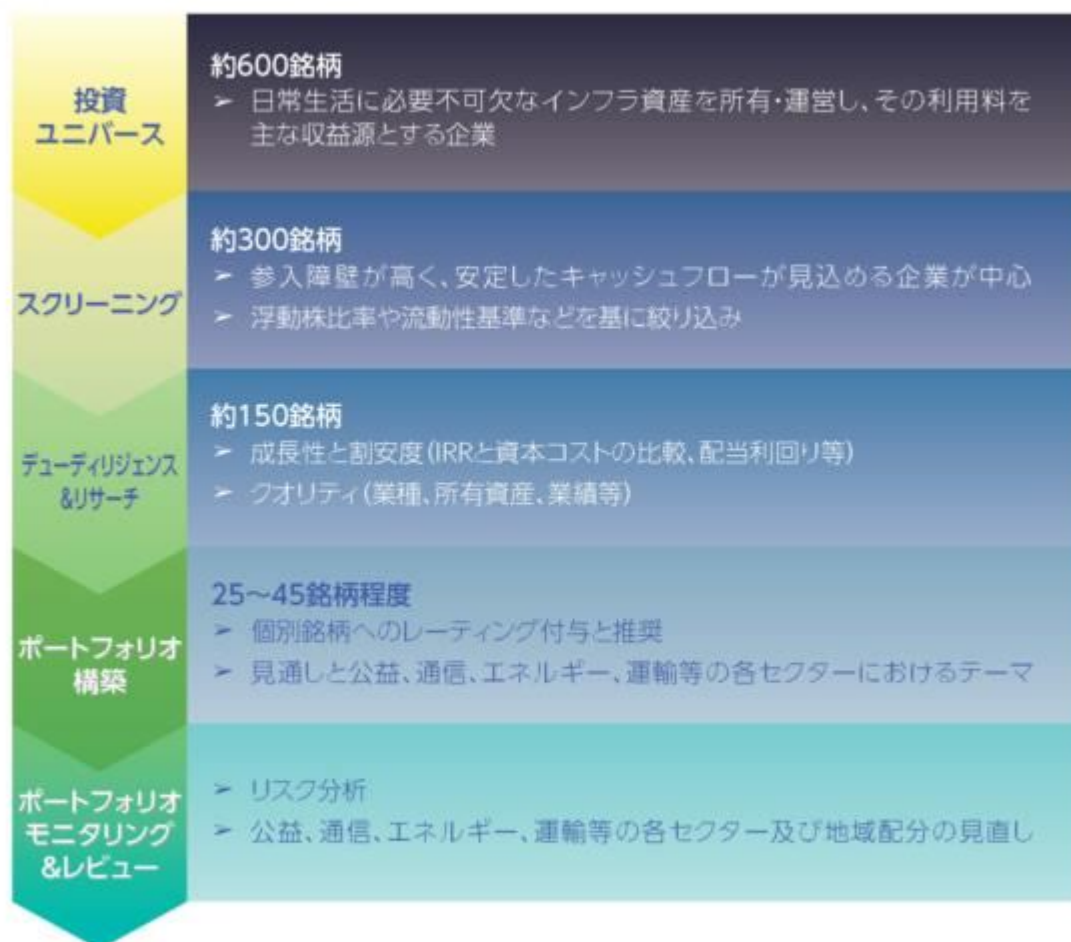 投資
ユニバース
約600銘柄
➢ 日常生活に必要不可欠なインフラ資産を所有・運営し、その利用料を
主な収益源とする企業
スクリーニング
約300銘柄
➢ 参入障壁が高く、安定したキャッシュフローが見込める企業が中心
➢ 浮動株比率や流動性基準などを基に絞り込み
デューディリジェンス
&リサーチ
約150銘柄
➢ 成長性と割安度(IRRと資本コストの比較、配当利回り等)
➢ クオリティ(業種、所有資産、業績等)
ポートフォリオ
構築
25～45銘柄程度
➢ 個別銘柄へのレーティング付与と推奨
➢ 見通しと公益、通信、エネルギー、運輸等の各セクターにおけるテーマ
ポートフォリオ
モニタリング
&レビュー
➢ リスク分析
➢ 公益、通信、エネルギー、運輸等の各セクター及び地域配分の見直し